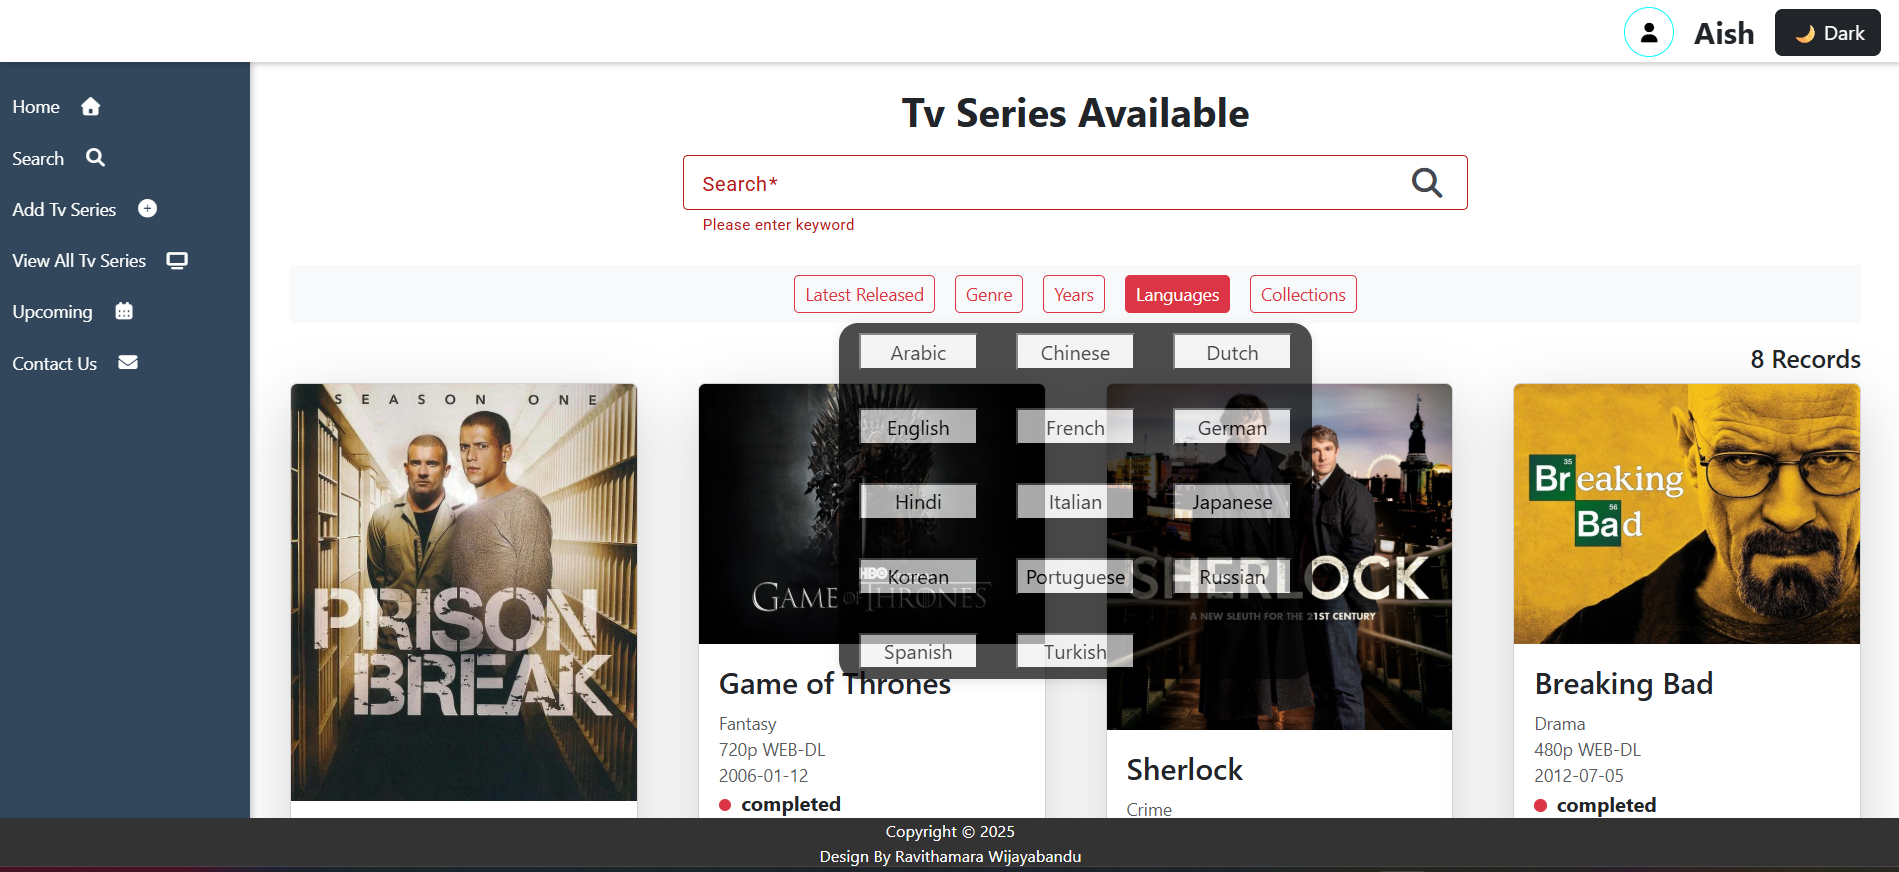 Aish
🌙 Dark
Home
Search
Add Tv Series
View All Tv Series
Upcoming
Contact Us
Tv Series Available
Search*
Please enter keyword
Latest Released Genre Years Languages Collections
Arabic Chinese Dutch
English French German
Hindi Italian Japanese
Korean Portuguese Russian
Spanish Turkish
8 Records
SEASON ONE
PRISON
BREAK
HBO
GAME OF THRONES
Game of Thrones
Fantasy
720p WEB-DL
2006-01-12
completed
SHERLOCK
A NEW SLEUTH FOR THE 21ST CENTURY
Sherlock
Crime
35
Breaking
56
Bad
Breaking Bad
Drama
480p WEB-DL
2012-07-05
completed
Copyright © 2025
Design By Ravithamara Wijayabandu